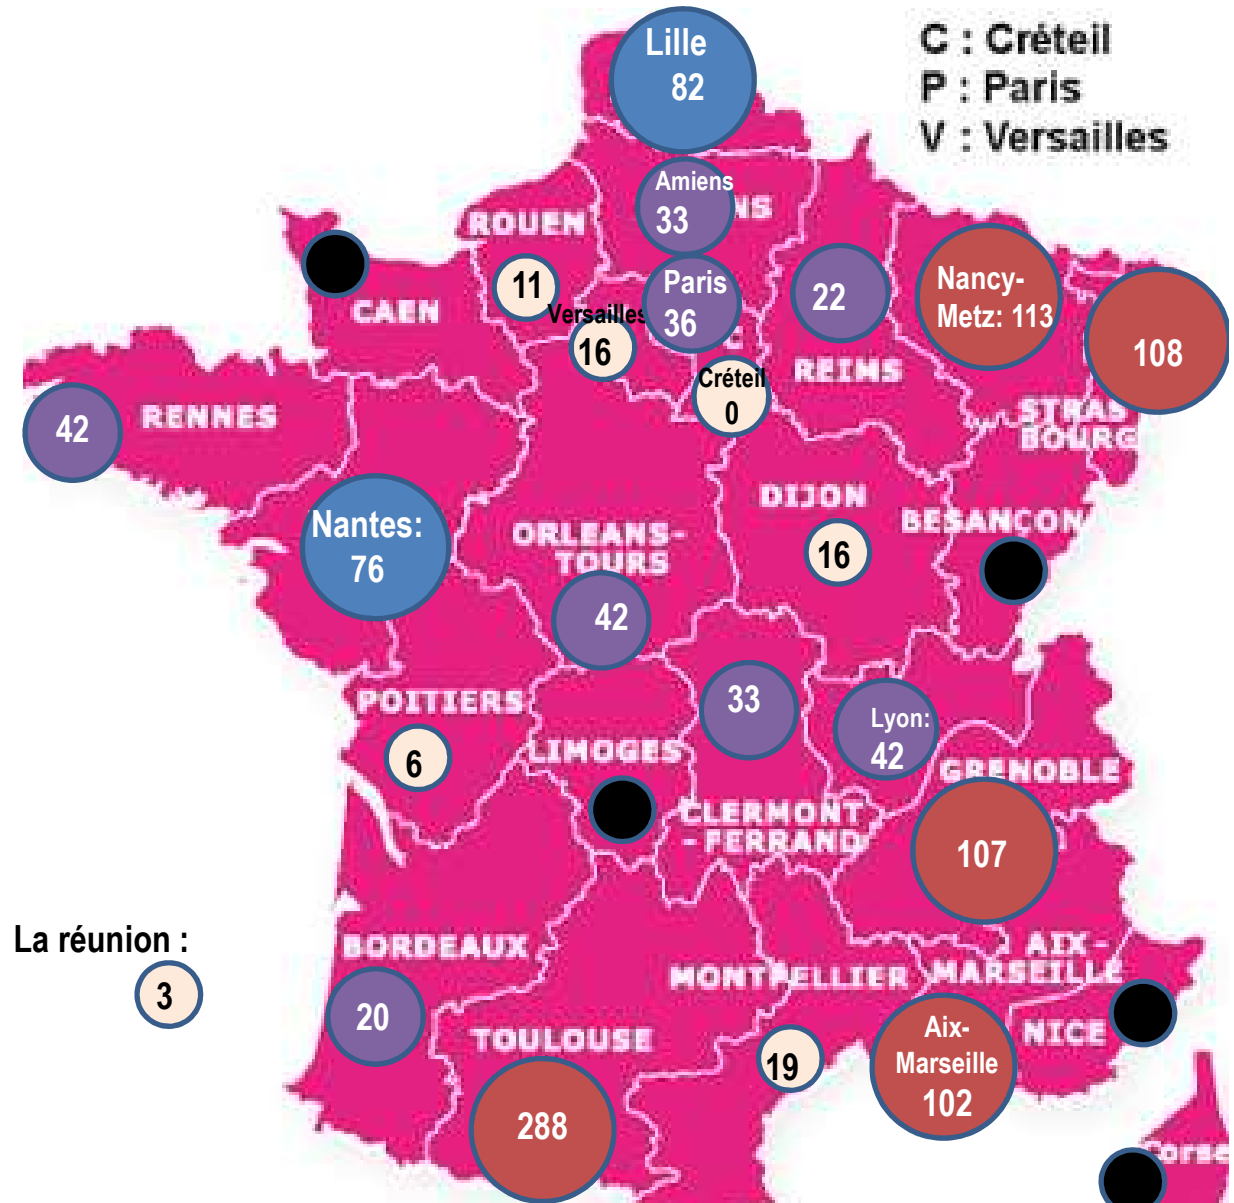 C : Créteil
P : Paris
V : Versailles
Lille
82
Amiens
33
NS
ROUEN
11
CAEN
Versailles
16
Paris
36
C
Créteil
0
22
REIMS
Nancy-
Metz: 113
108
STRAS
BOURG
RENNES
42
Nantes:
76
ORLEANS-
TOURS
42
DIJON
16
BESANÇON
POITIERS
6
LIMOGES
33
CLERMONT
- FERRAND
Lyon:
42
GRENOBLE
107
La réunion :
3
BORDEAUX
20
TOULOUSE
288
MONTPELLIER
19
AIX-
MARSEILLE
Aix-
Marseille
102
NICE
Corse